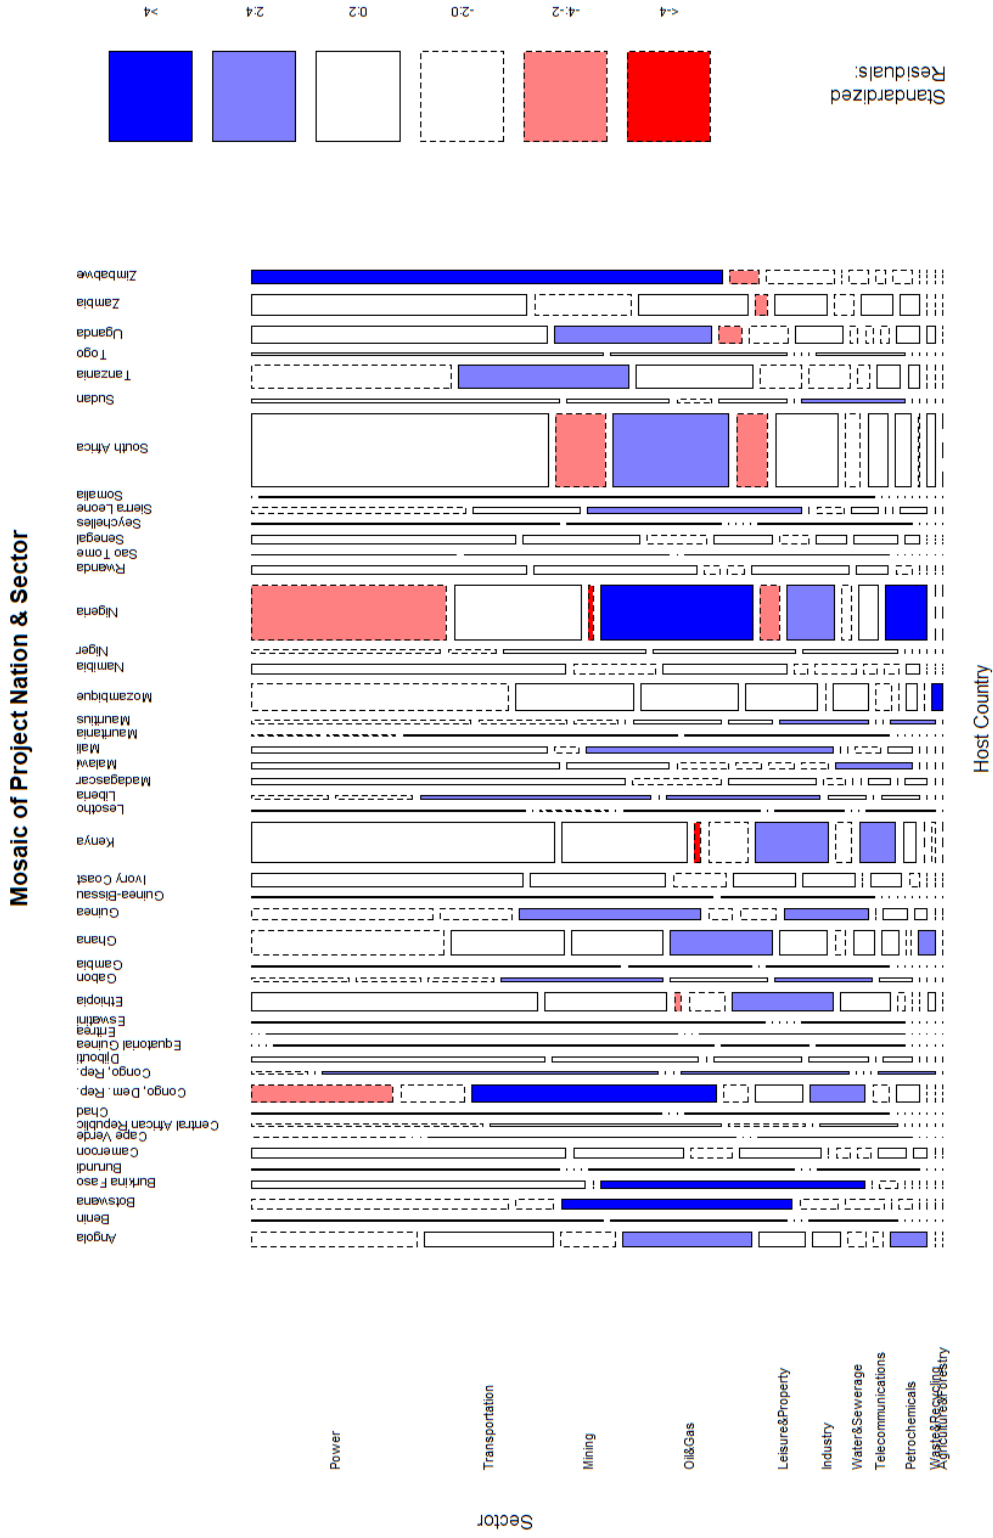 Mosaic of Project Nation & Sector
Standardized
Residuals:
<-4
-4:-2
-2:0
0:2
2:4
>4
Host Country
Sector
Angola
Benin
Botswana
Burkina Faso
Burundi
Cameroon
Cape Verde
Central African Republic
Chad
Congo, Dem. Rep.
Congo, Rep.
Djibouti
Equatorial Guinea
Eritrea
Eswatini
Ethiopia
Gabon
Gambia
Ghana
Guinea
Guinea-Bissau
Ivory Coast
Kenya
Lesotho
Liberia
Madagascar
Malawi
Mali
Mauritania
Mauritius
Mozambique
Namibia
Niger
Nigeria
Rwanda
Sao Tome
Senegal
Seychelles
Sierra Leone
Somalia
South Africa
Sudan
Tanzania
Togo
Uganda
Zambia
Zimbabwe
Power
Transportation
Mining
Oil&Gas
Leisure&Property
Industry
Water&Sewerage
Telecommunications
Petrochemicals
Waste&Recycling
Agriculture&Forestry